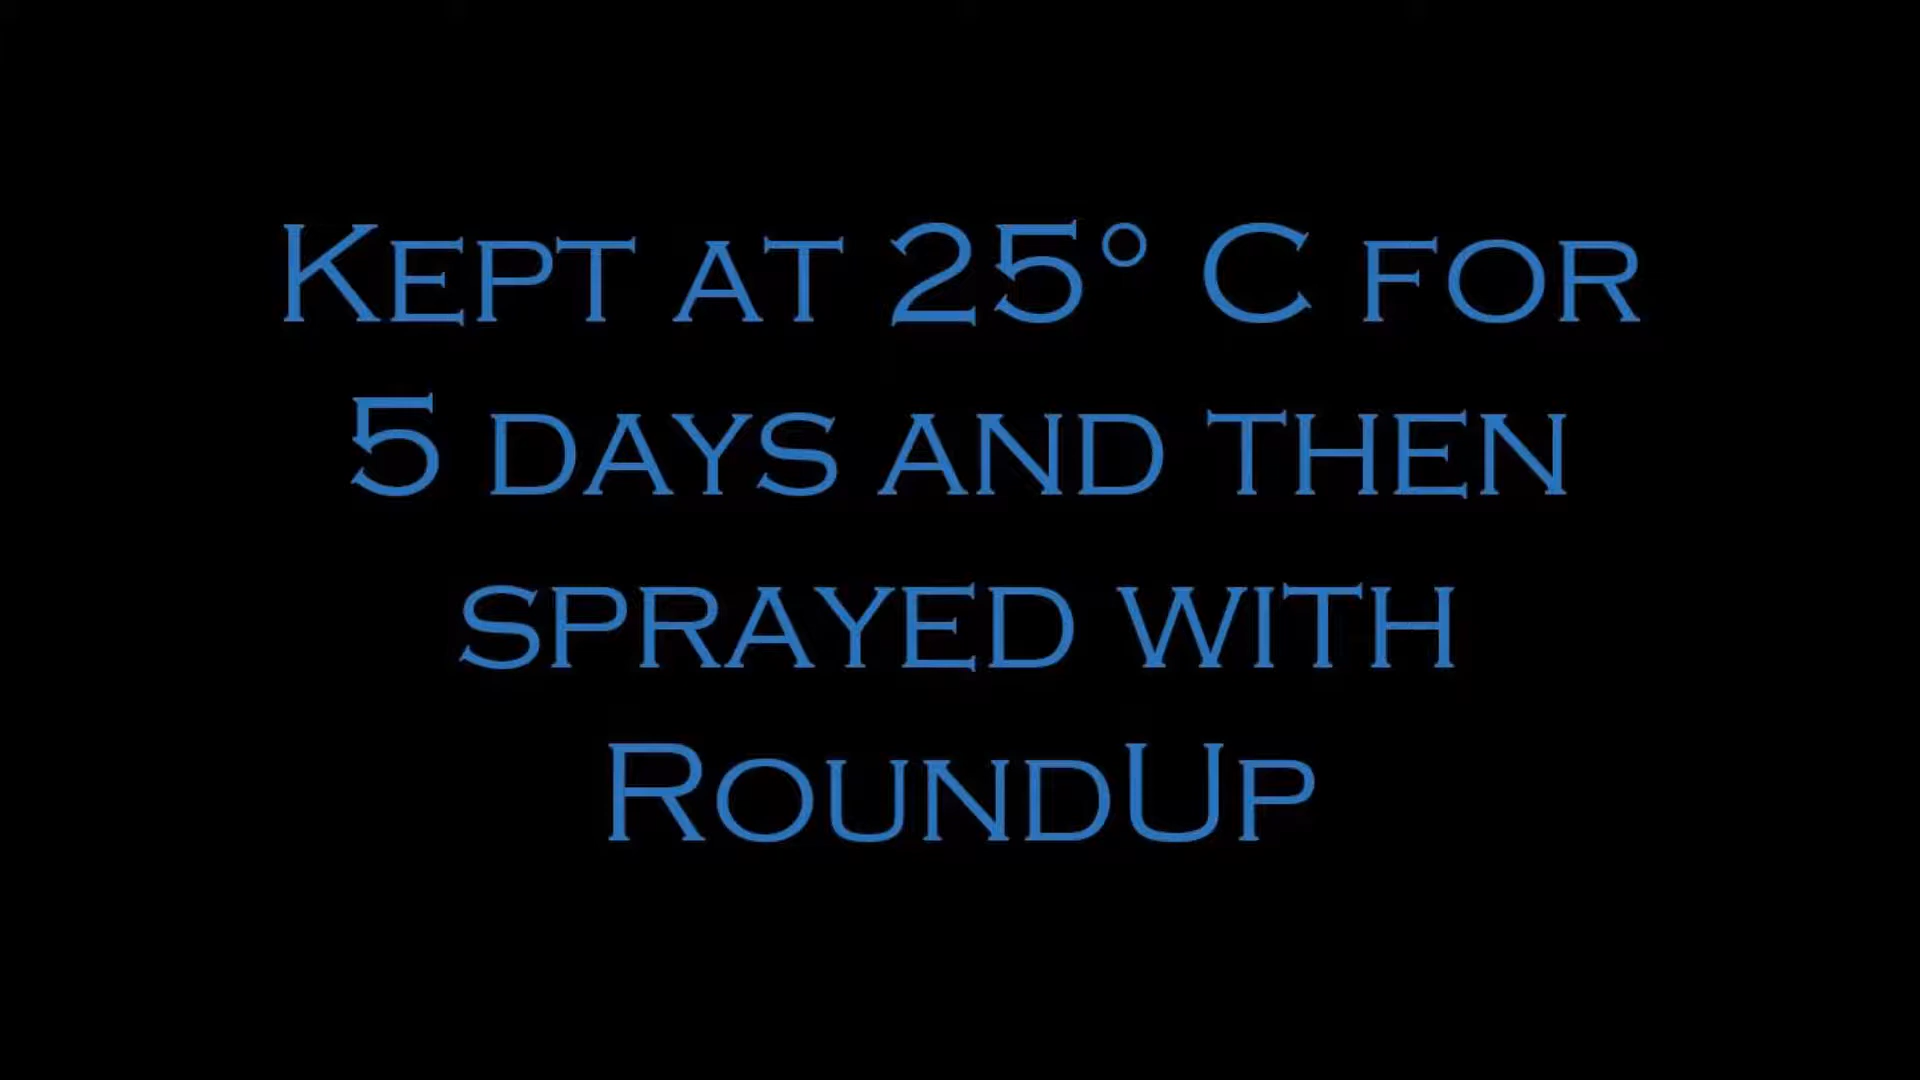 Kept at 25° C for
5 days and then
sprayed with
RoundUp